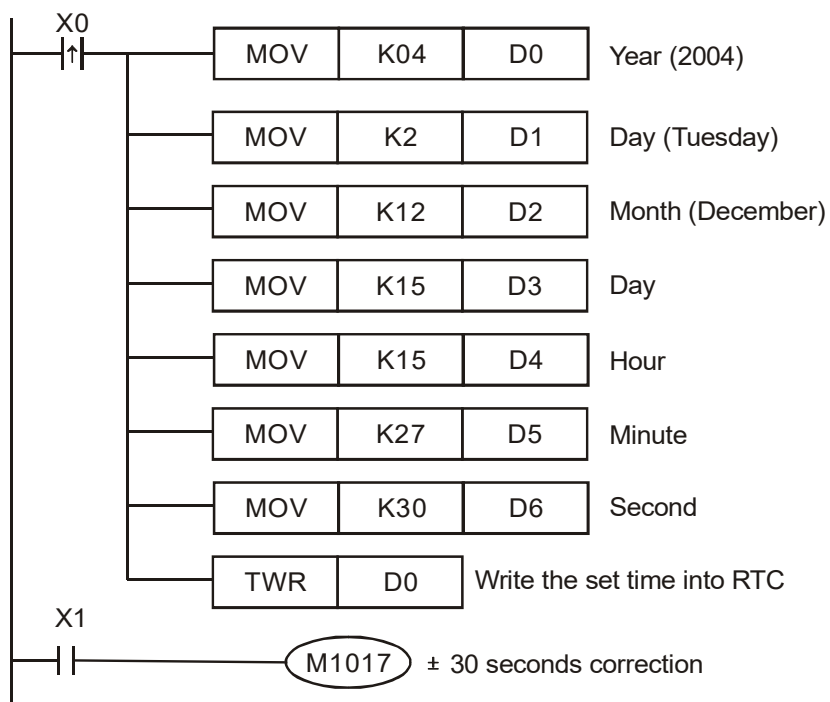 X0
MOV K04 D0 Year (2004)
MOV K2 D1 Day (Tuesday)
MOV K12 D2 Month (December)
MOV K15 D3 Day
MOV K15 D4 Hour
MOV K27 D5 Minute
MOV K30 D6 Second
TWR D0 Write the set time into RTC
X1
M1017 ± 30 seconds correction